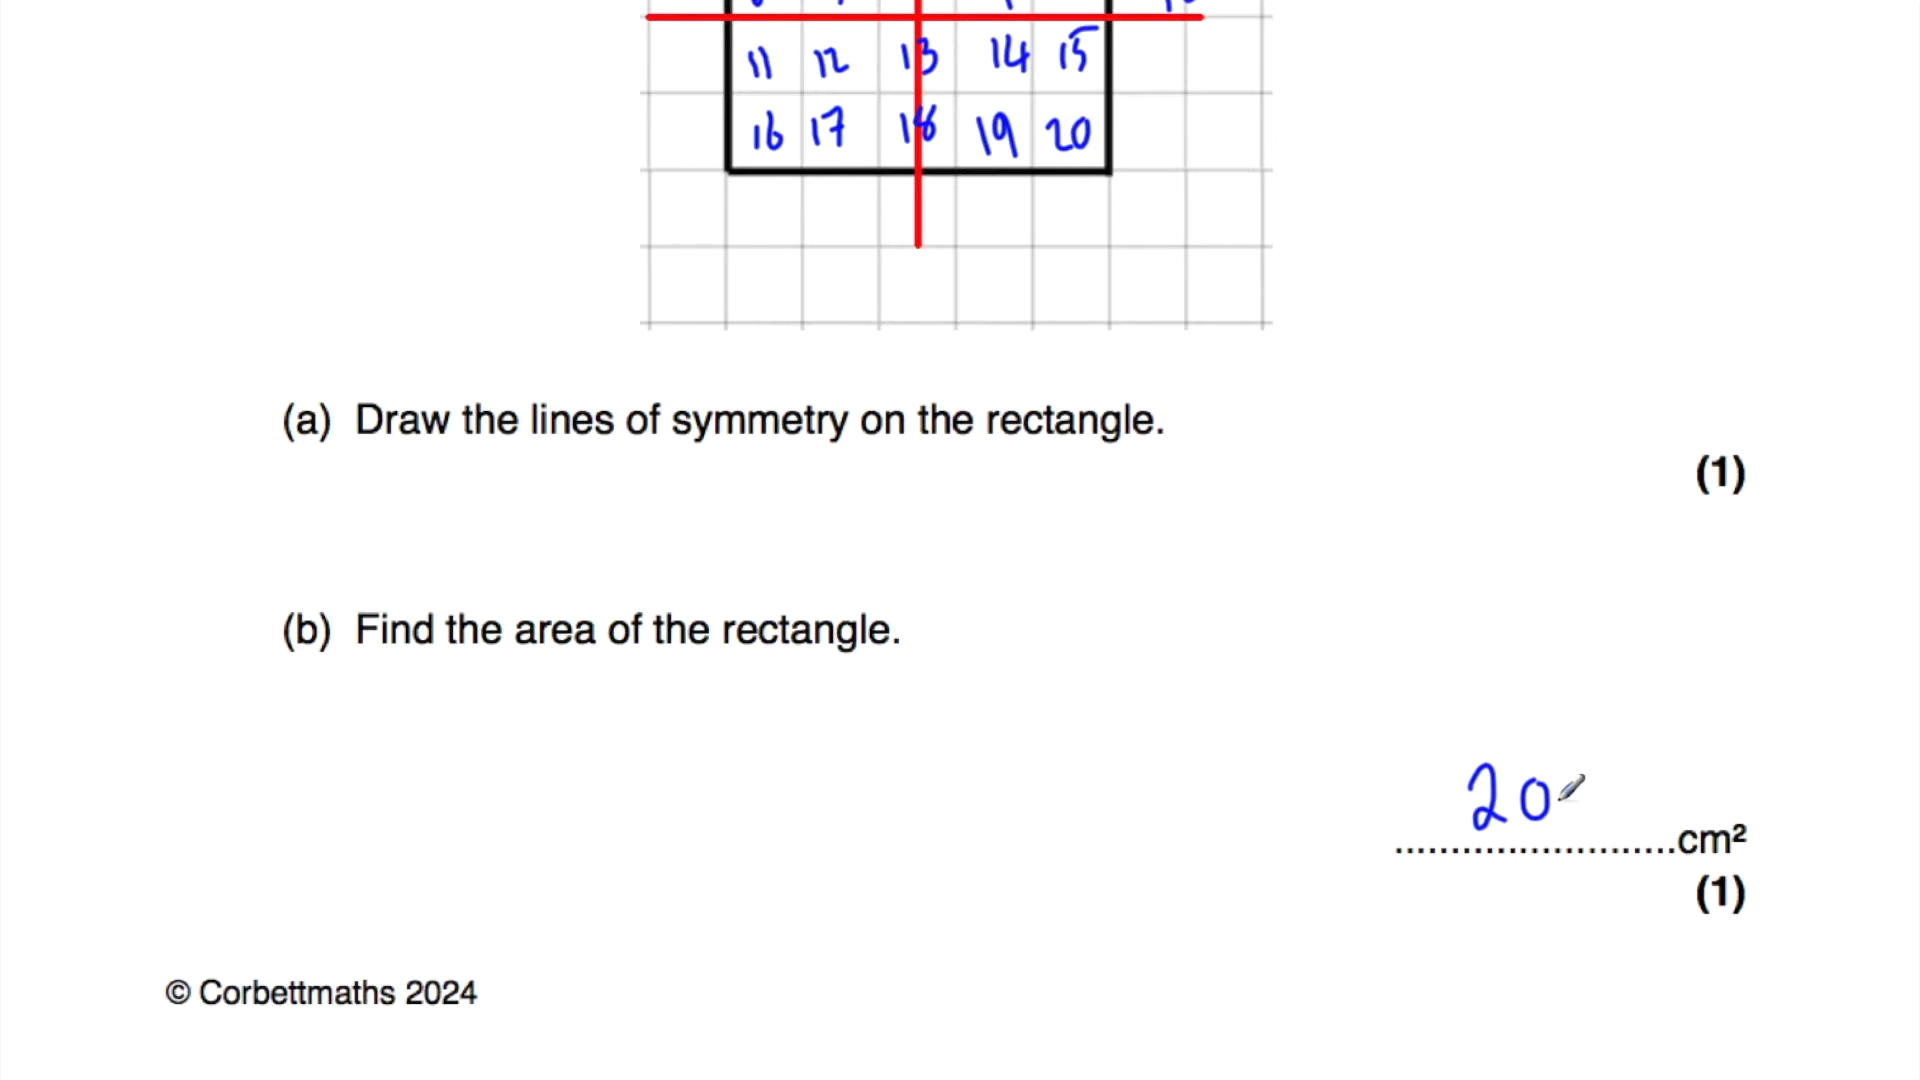 11 12 13 14 15
16 17 18 19 20
(a) Draw the lines of symmetry on the rectangle.
(1)
(b) Find the area of the rectangle.
20
..........................cm²
(1)
© Corbettmaths 2024